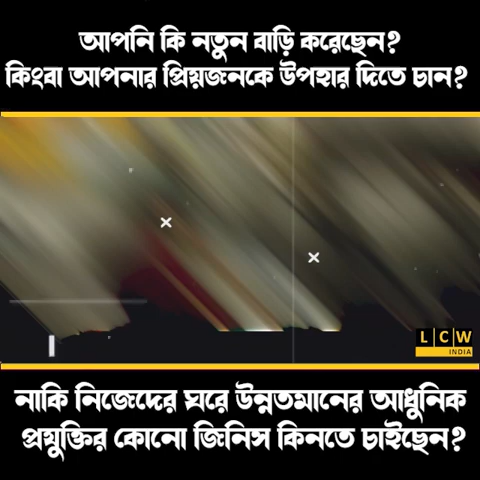 আপনি কি নতুন বাড়ি করেছেন?
কিংবা আপনার প্রিয়জনকে উপহার দিতে চান?
LCW
INDIA
নাকি নিজেদের ঘরে উন্নতমানের আধুনিক
প্রযুক্তির কোনো জিনিস কিনতে চাইছেন?